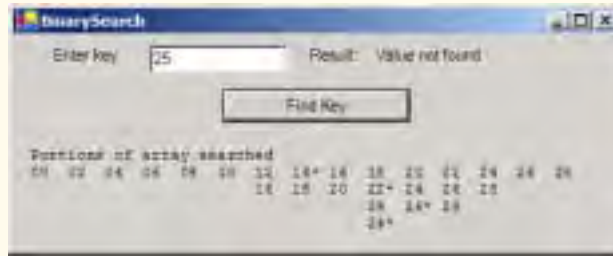 BinarySearch
Enter key 25 Result: Value not found
Find Key
Portions of array searched
00 02 04 06 08 10 12 14* 16 18 20 22 24 26 28
16 18 20 22* 24 26 28
24 26* 28
24*